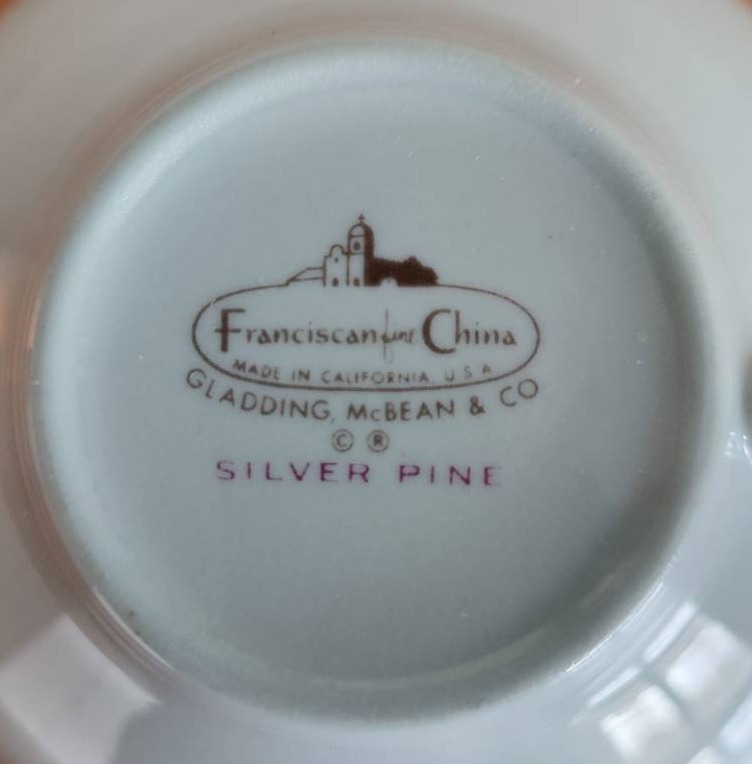 Franciscan fine China
MADE IN CALIFORNIA, U S A
GLADDING, McBEAN & CO
© ®
SILVER PINE